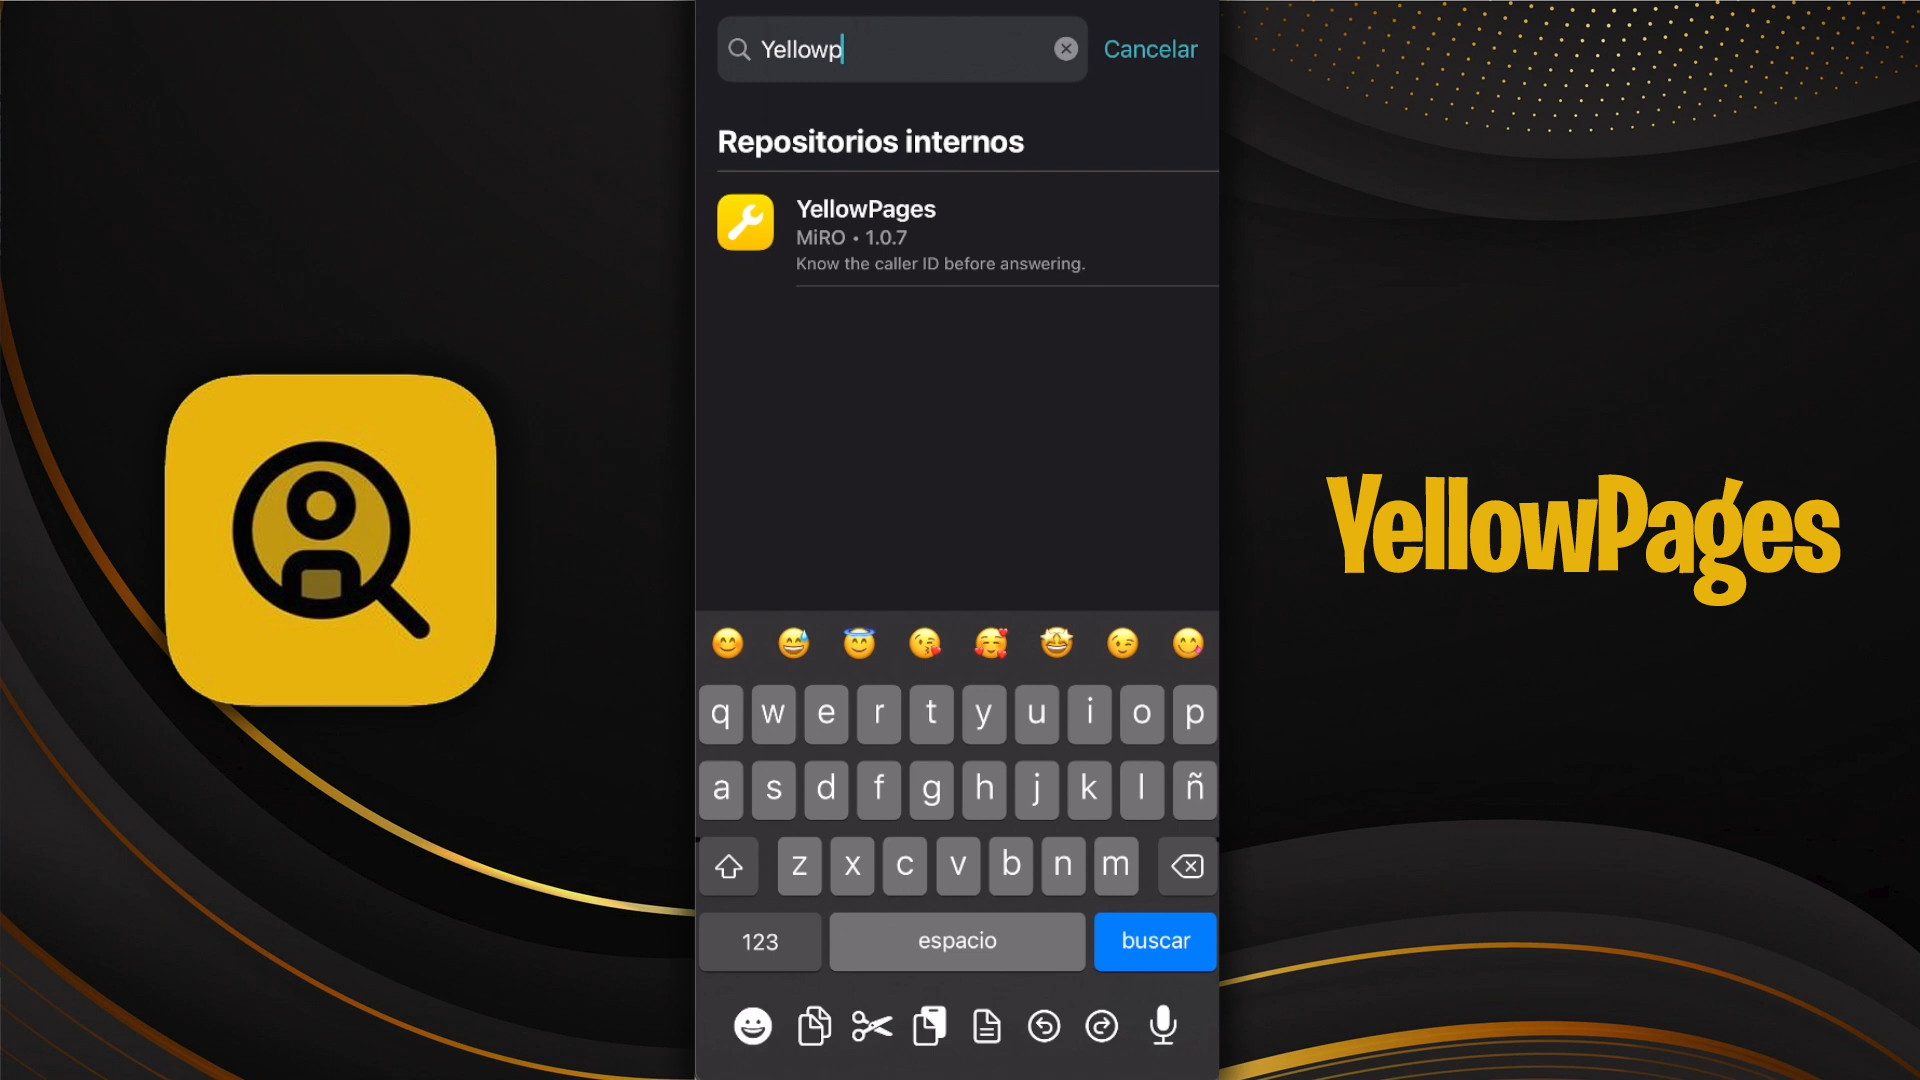 Yellowp
Cancelar
Repositorios internos
YellowPages
MiRO • 1.0.7
Know the caller ID before answering.
YellowPages
q w e r t y u i o p
a s d f g h j k l ñ
z x c v b n m
123 espacio buscar